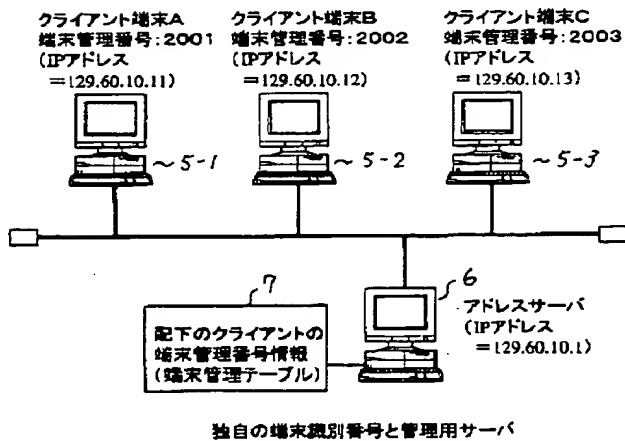 クライアント端末A
端末管理番号:2001
(IPアドレス
=129.60.10.11)
クライアント端末B
端末管理番号:2002
(IPアドレス
=129.60.10.12)
クライアント端末C
端末管理番号:2003
(IPアドレス
=129.60.10.13)
~5-1
~5-2
~5-3
7
6
配下のクライアントの
端末管理番号情報
(端末管理テーブル)
アドレスサーバ
(IPアドレス
=129.60.10.1)
独自の端末識別番号と管理用サーバ